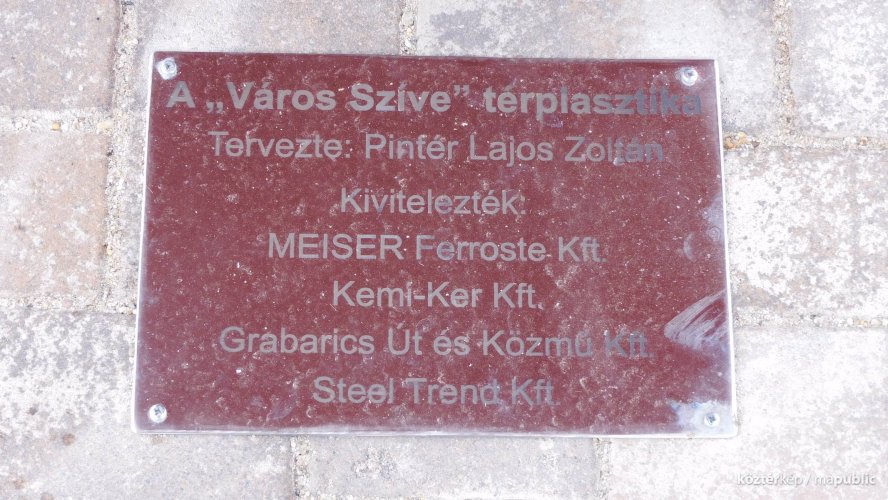 A „Város Szíve” térplasztika
Tervezte: Pintér Lajos Zoltán
Kivitelezték:
MEISER Ferroste Kft.
Kemi-Ker Kft.
Grabarics Út és Közmű Kft.
Steel Trend Kft.
köztérkép / mapublic